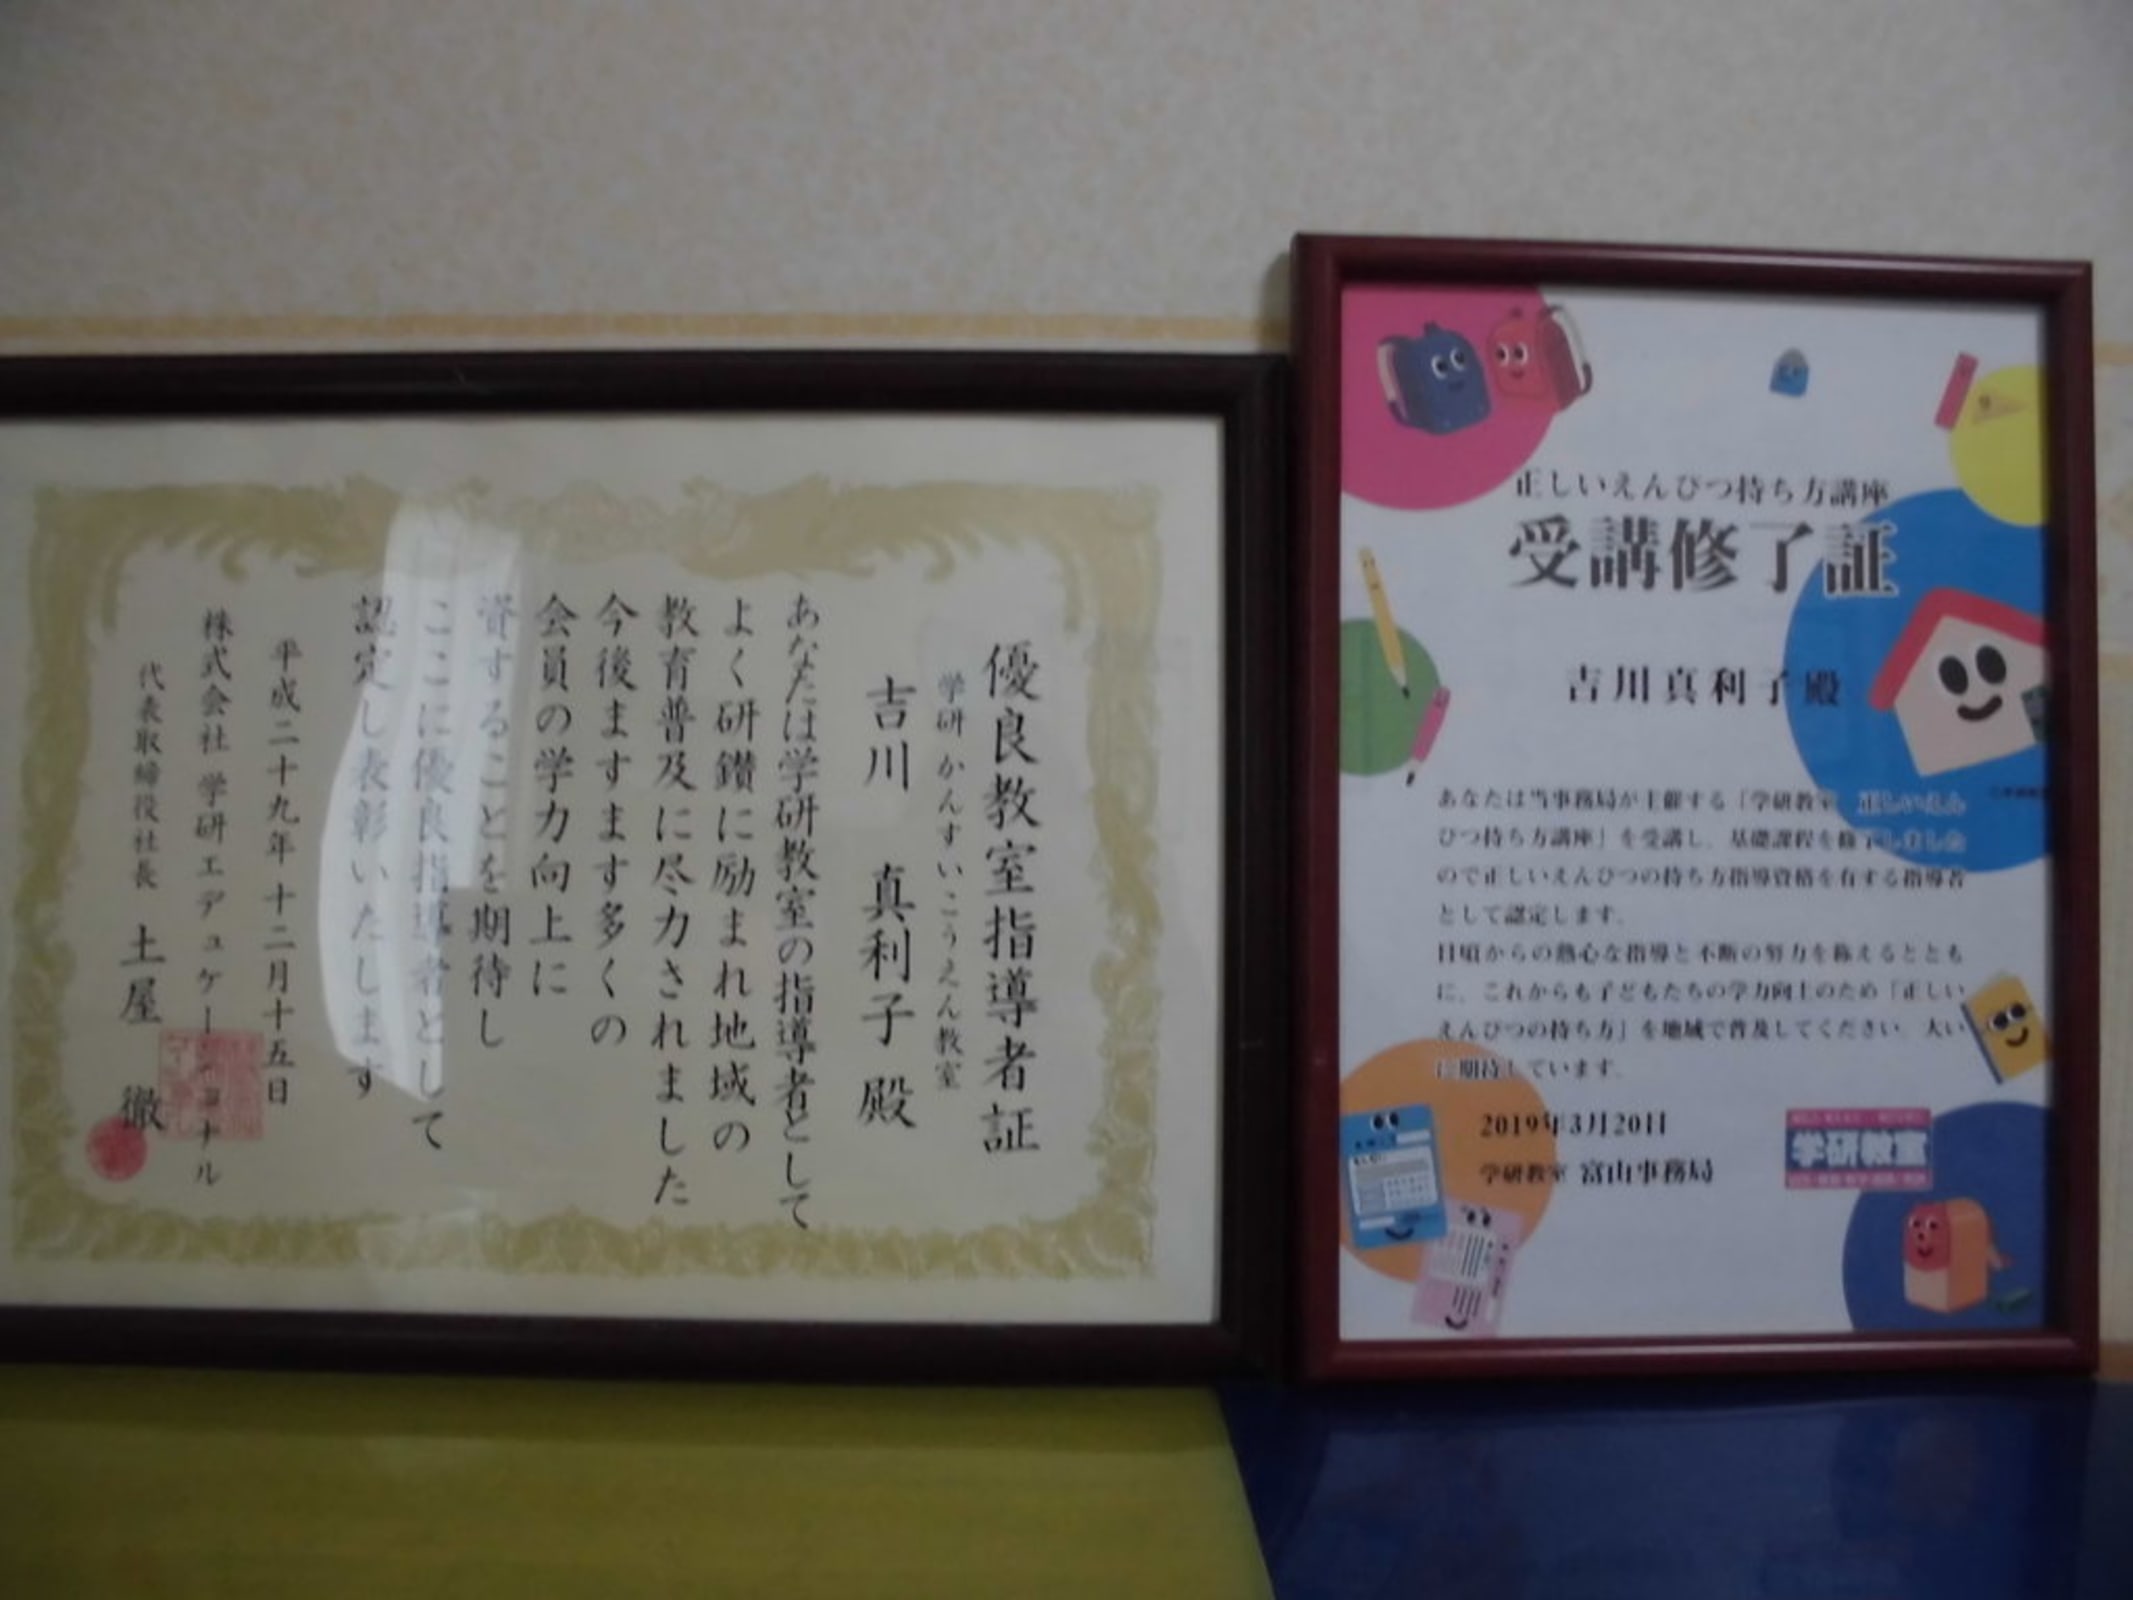 優良教室指導者証
学研 かんすいこうえん教室
吉川 真利子 殿
あなたは学研教室の指導者として
よく研鑽に励まれ地域の
教育普及に尽力されました
今後ますます多くの
会員の学力向上に
資することを期待し
ここに優良指導者として
認定し表彰いたします
平成二十九年十二月十五日
株式会社 学研エデュケーショナル
代表取締役社長 土屋 徹
正しいえんぴつ持ち方講座
受講修了証
吉川真利子殿
あなたは当事務局が主催する「学研教室 正しいえん
ぴつ持ち方講座」を受講し、基礎課程を修了しました
ので正しいえんぴつの持ち方指導資格を有する指導者
として認定します。
日頃からの熱心な指導と不断の努力を称えるととも
に、これからも子どもたちの学力向上のため「正しい
えんぴつの持ち方」を地域で普及してください。大い
に期待しています。
2019年3月20日
学研教室 富山事務局
学研教室